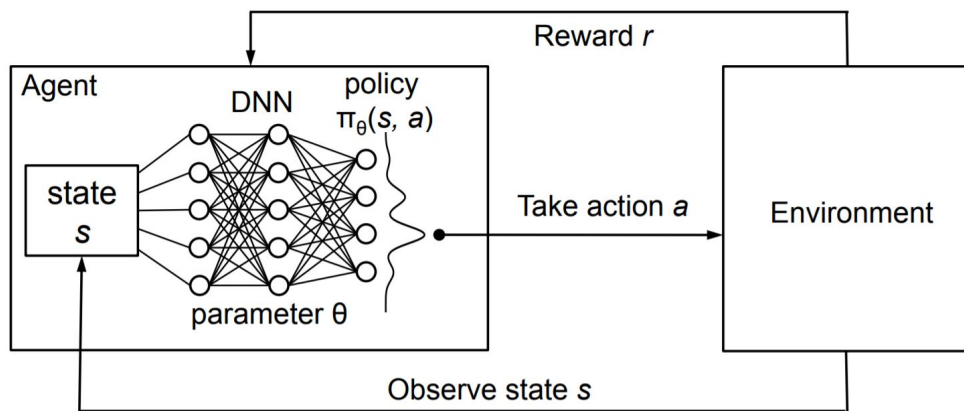 Reward r
Agent
DNN
policy
πθ(s, a)
state
s
Take action a
Environment
parameter θ
Observe state s